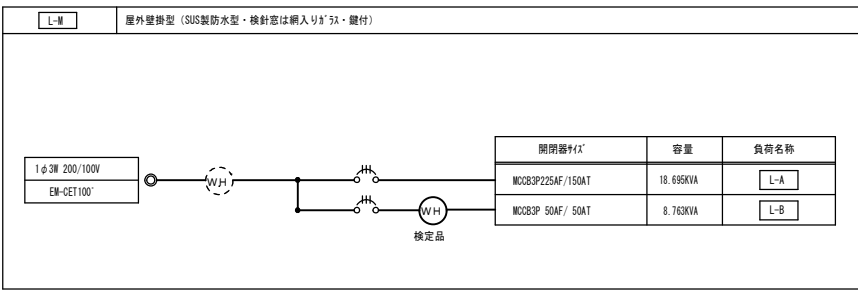 L-M 屋外壁掛型（SUS製防水型・検針窓は網入りｶﾞﾗｽ・鍵付）
開閉器ｻｲｽﾞ 容量 負荷名称
1φ3W 200/100V
EM-CET100゛
WH
MCCB3P225AF/150AT 18.695KVA L-A
WH
MCCB3P 50AF/ 50AT 8.763KVA L-B
検定品